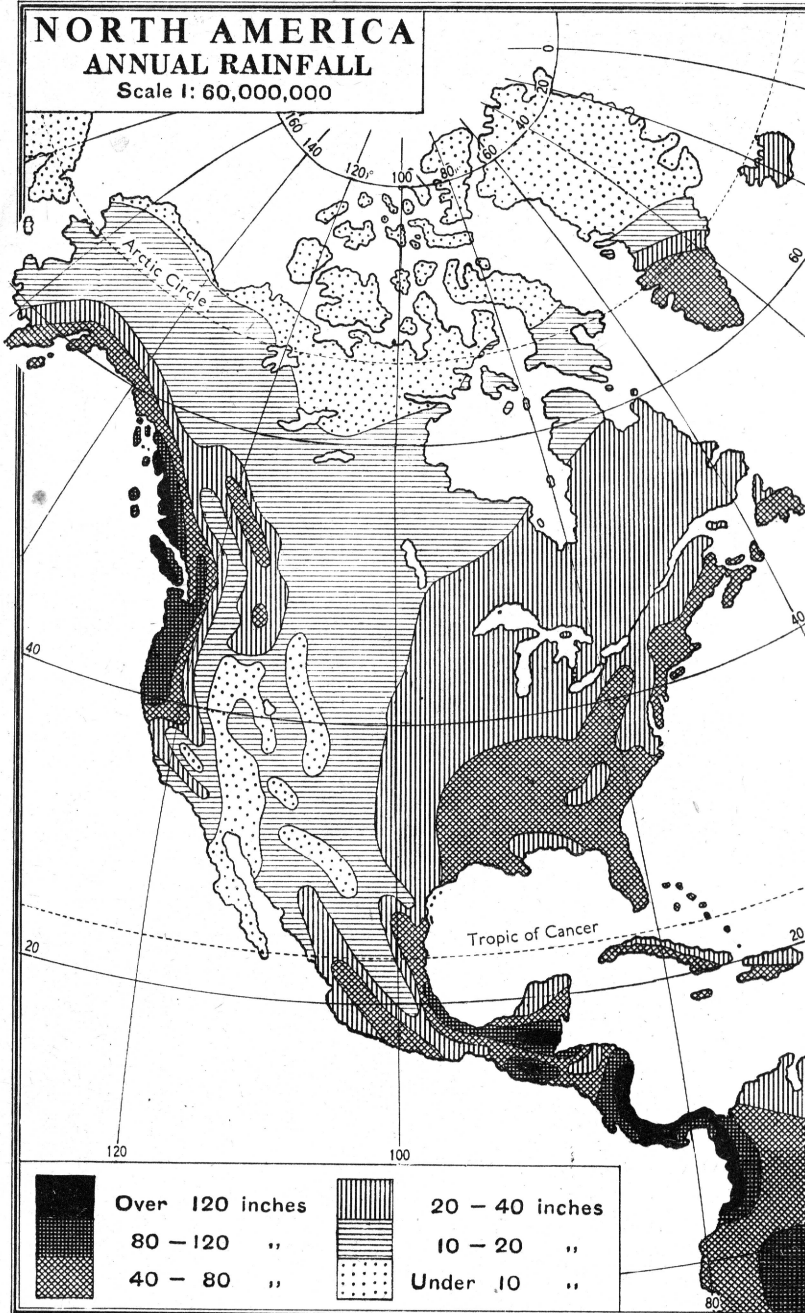 NORTH AMERICA
ANNUAL RAINFALL
Scale 1: 60,000,000
0
20
40
60
80
100
120
140
160
Arctic Circle
60
40
40
Tropic of Cancer
20
20
120
100
80
Over 120 inches
80 – 120 ,,
40 – 80 ,,
20 – 40 inches
10 – 20 ,,
Under 10 ,,